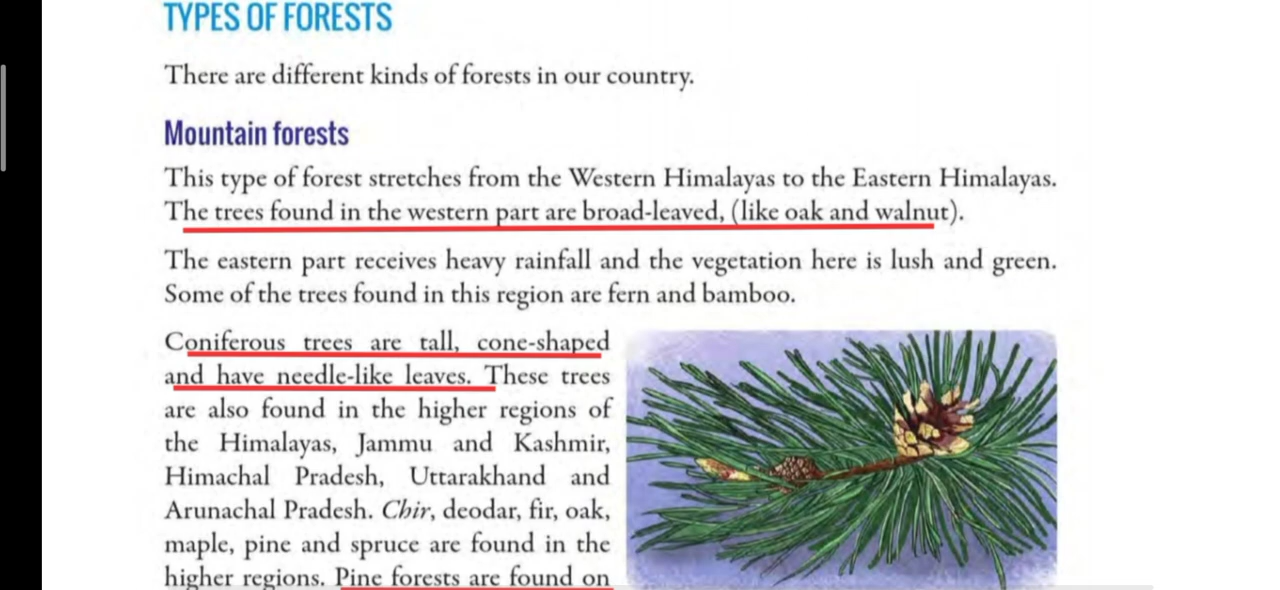 TYPES OF FORESTS
There are different kinds of forests in our country.
Mountain forests
This type of forest stretches from the Western Himalayas to the Eastern Himalayas.
The trees found in the western part are broad-leaved, (like oak and walnut).
The eastern part receives heavy rainfall and the vegetation here is lush and green.
Some of the trees found in this region are fern and bamboo.
Coniferous trees are tall, cone-shaped
and have needle-like leaves. These trees
are also found in the higher regions of
the Himalayas, Jammu and Kashmir,
Himachal Pradesh, Uttarakhand and
Arunachal Pradesh. Chir, deodar, fir, oak,
maple, pine and spruce are found in the
higher regions. Pine forests are found on